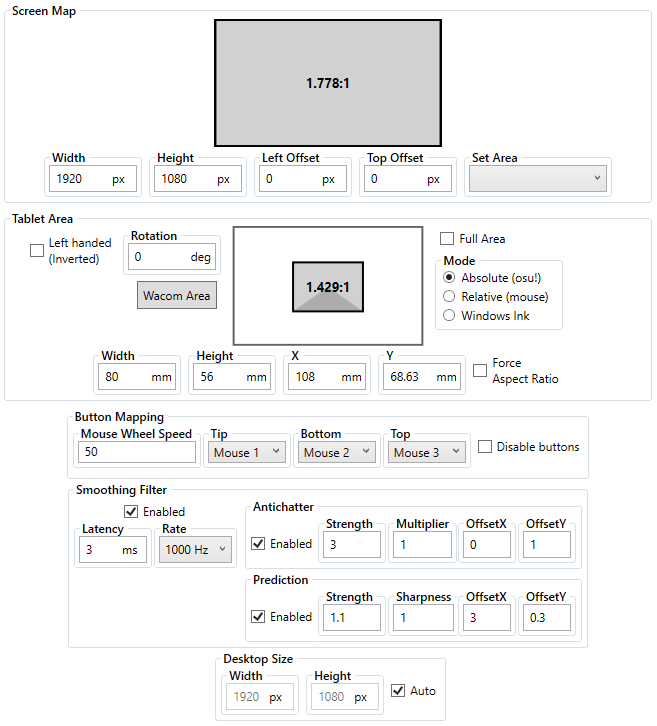 Screen Map
1.778:1
Width Height Left Offset Top Offset Set Area
1920 px 1080 px 0 px 0 px
Tablet Area
Left handed
(Inverted)
Rotation
0 deg
Wacom Area
1.429:1
Full Area
Mode
Absolute (osu!)
Relative (mouse)
Windows Ink
Width Height X Y
80 mm 56 mm 108 mm 68.63 mm
Force
Aspect Ratio
Button Mapping
Mouse Wheel Speed Tip Bottom Top
50 Mouse 1 Mouse 2 Mouse 3 Disable buttons
Smoothing Filter
Enabled
Latency Rate
3 ms 1000 Hz
Antichatter
Strength Multiplier OffsetX OffsetY
Enabled 3 1 0 1
Prediction
Strength Sharpness OffsetX OffsetY
Enabled 1.1 1 3 0.3
Desktop Size
Width Height
1920 px 1080 px Auto